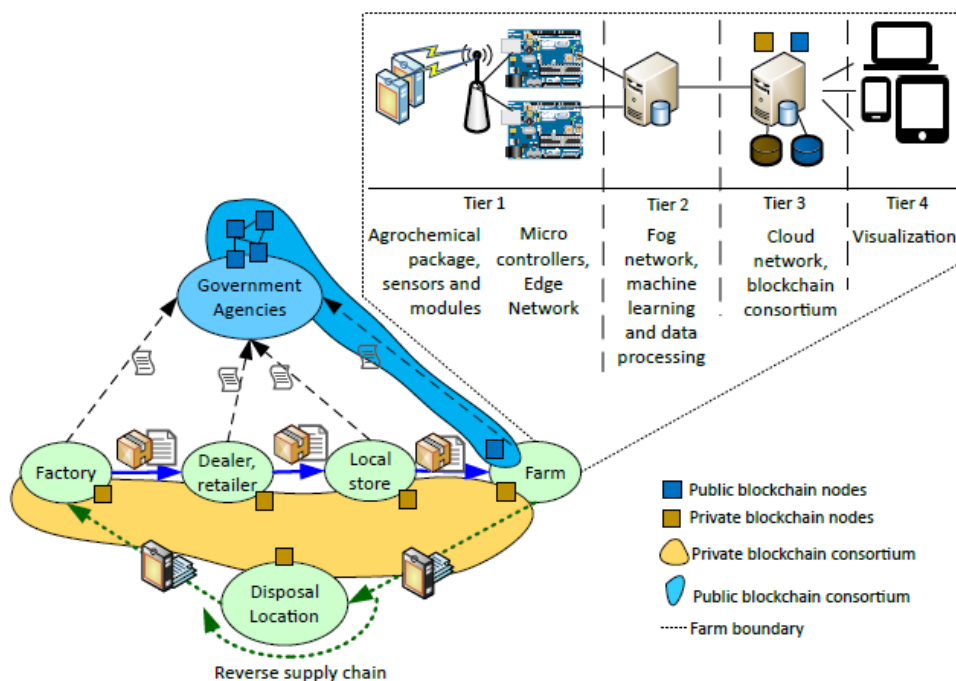 Tier 1
Tier 2
Tier 3
Tier 4
Agrochemical
package,
sensors and
modules
Micro
controllers,
Edge
Network
Fog
network,
machine
learning
and data
processing
Cloud
network,
blockchain
consortium
Visualization
Government
Agencies
Factory
Dealer,
retailer
Local
store
Farm
Disposal
Location
Reverse supply chain
Public blockchain nodes
Private blockchain nodes
Private blockchain consortium
Public blockchain consortium
Farm boundary